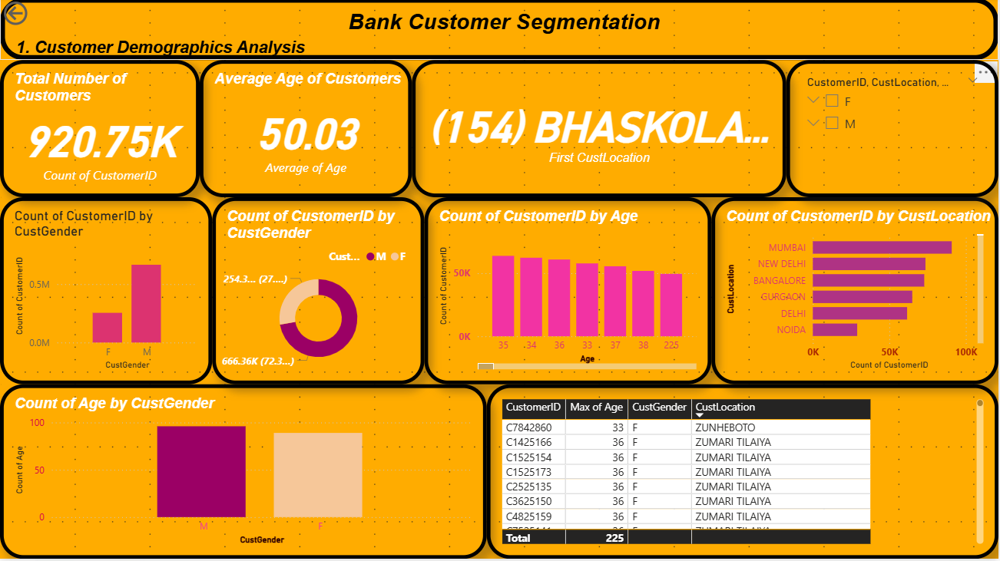 Bank Customer Segmentation
1. Customer Demographics Analysis
Total Number of
Customers
920.75K
Count of CustomerID
Average Age of Customers
50.03
Average of Age
(154) BHASKOLA...
First CustLocation
CustomerID, CustLocation, ...
F
M
Count of CustomerID by
CustGender
Count of CustomerID
0.5M
0.0M
F M
CustGender
Count of CustomerID by
CustGender
Cust... M F
254.3... (27....)
666.36K (72.3...)
Count of CustomerID by Age
Count of CustomerID
50K
0K
35 34 36 33 37 38 225
Age
Count of CustomerID by CustLocation
CustLocation
MUMBAI
NEW DELHI
BANGALORE
GURGAON
DELHI
NOIDA
0K 50K 100K
Count of CustomerID
Count of Age by CustGender
Count of Age
100
50
0
M F
CustGender
CustomerID Max of Age CustGender CustLocation
C7842860 33 F ZUNHEBOTO
C1425166 36 F ZUMARI TILAIYA
C1525154 36 F ZUMARI TILAIYA
C1525173 36 F ZUMARI TILAIYA
C2525135 36 F ZUMARI TILAIYA
C3625150 36 F ZUMARI TILAIYA
C4825159 36 F ZUMARI TILAIYA
Total 225